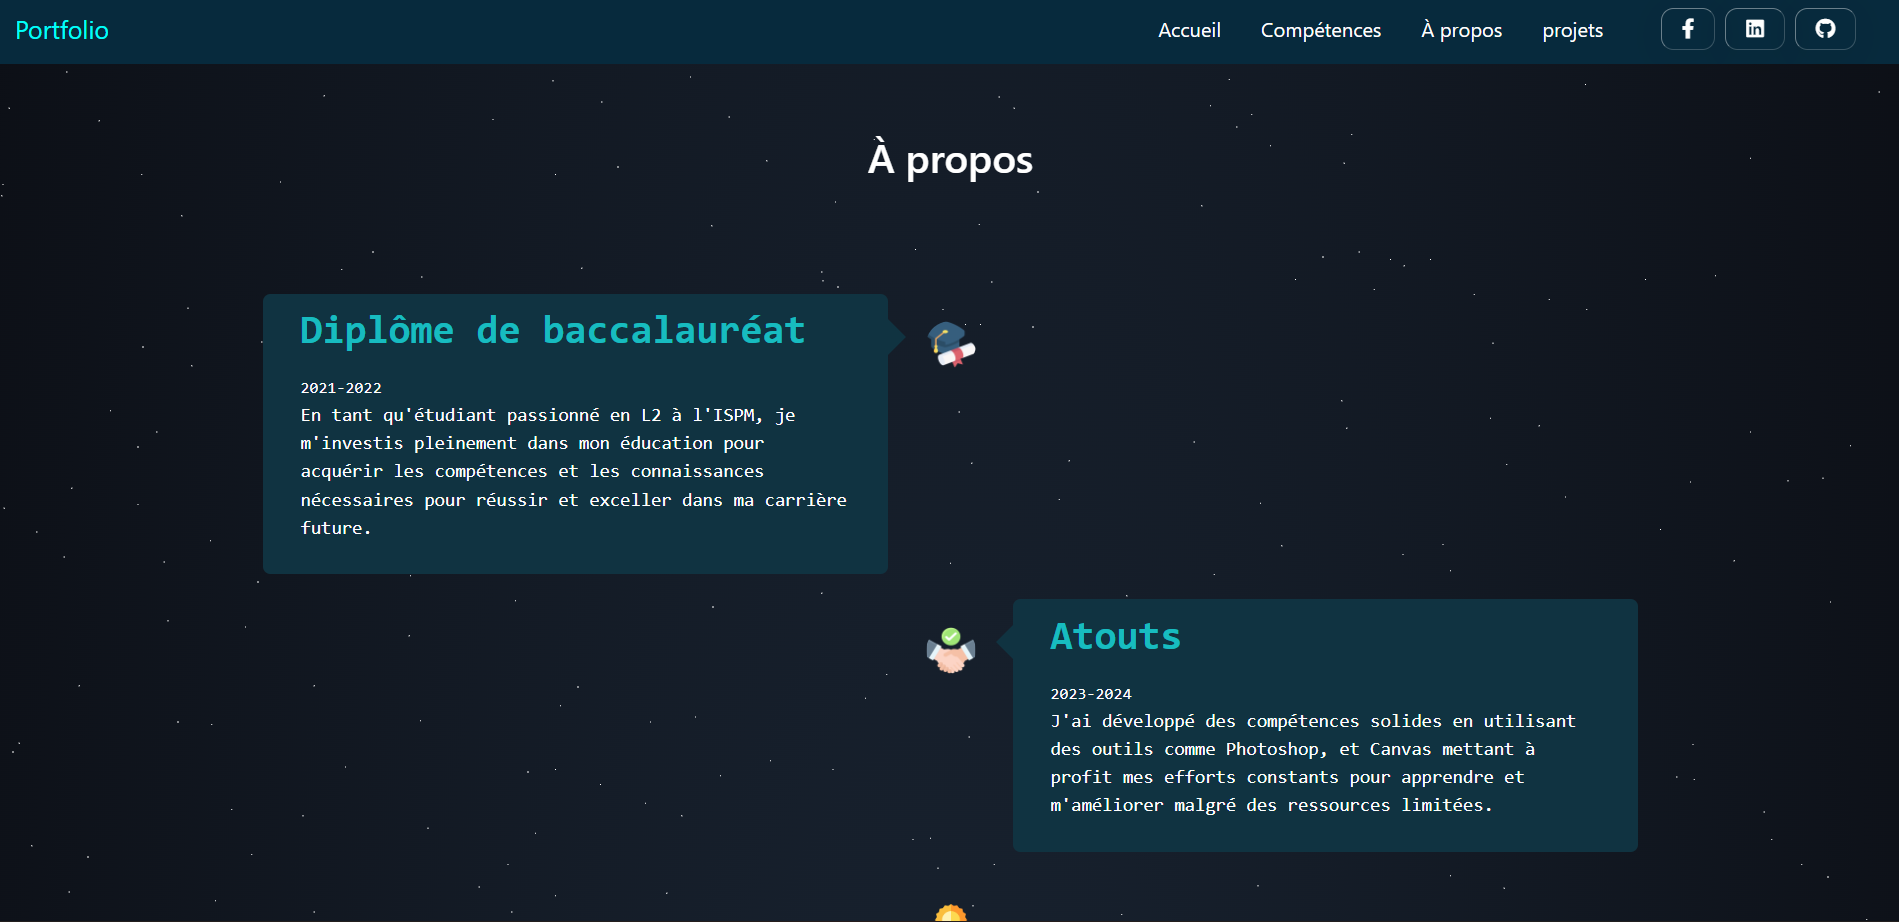 Portfolio
Accueil
Compétences
À propos
projets
À propos
Diplôme de baccalauréat
2021-2022
En tant qu'étudiant passionné en L2 à l'ISPM, je
m'investis pleinement dans mon éducation pour
acquérir les compétences et les connaissances
nécessaires pour réussir et exceller dans ma carrière
future.
Atouts
2023-2024
J'ai développé des compétences solides en utilisant
des outils comme Photoshop, et Canvas mettant à
profit mes efforts constants pour apprendre et
m'améliorer malgré des ressources limitées.